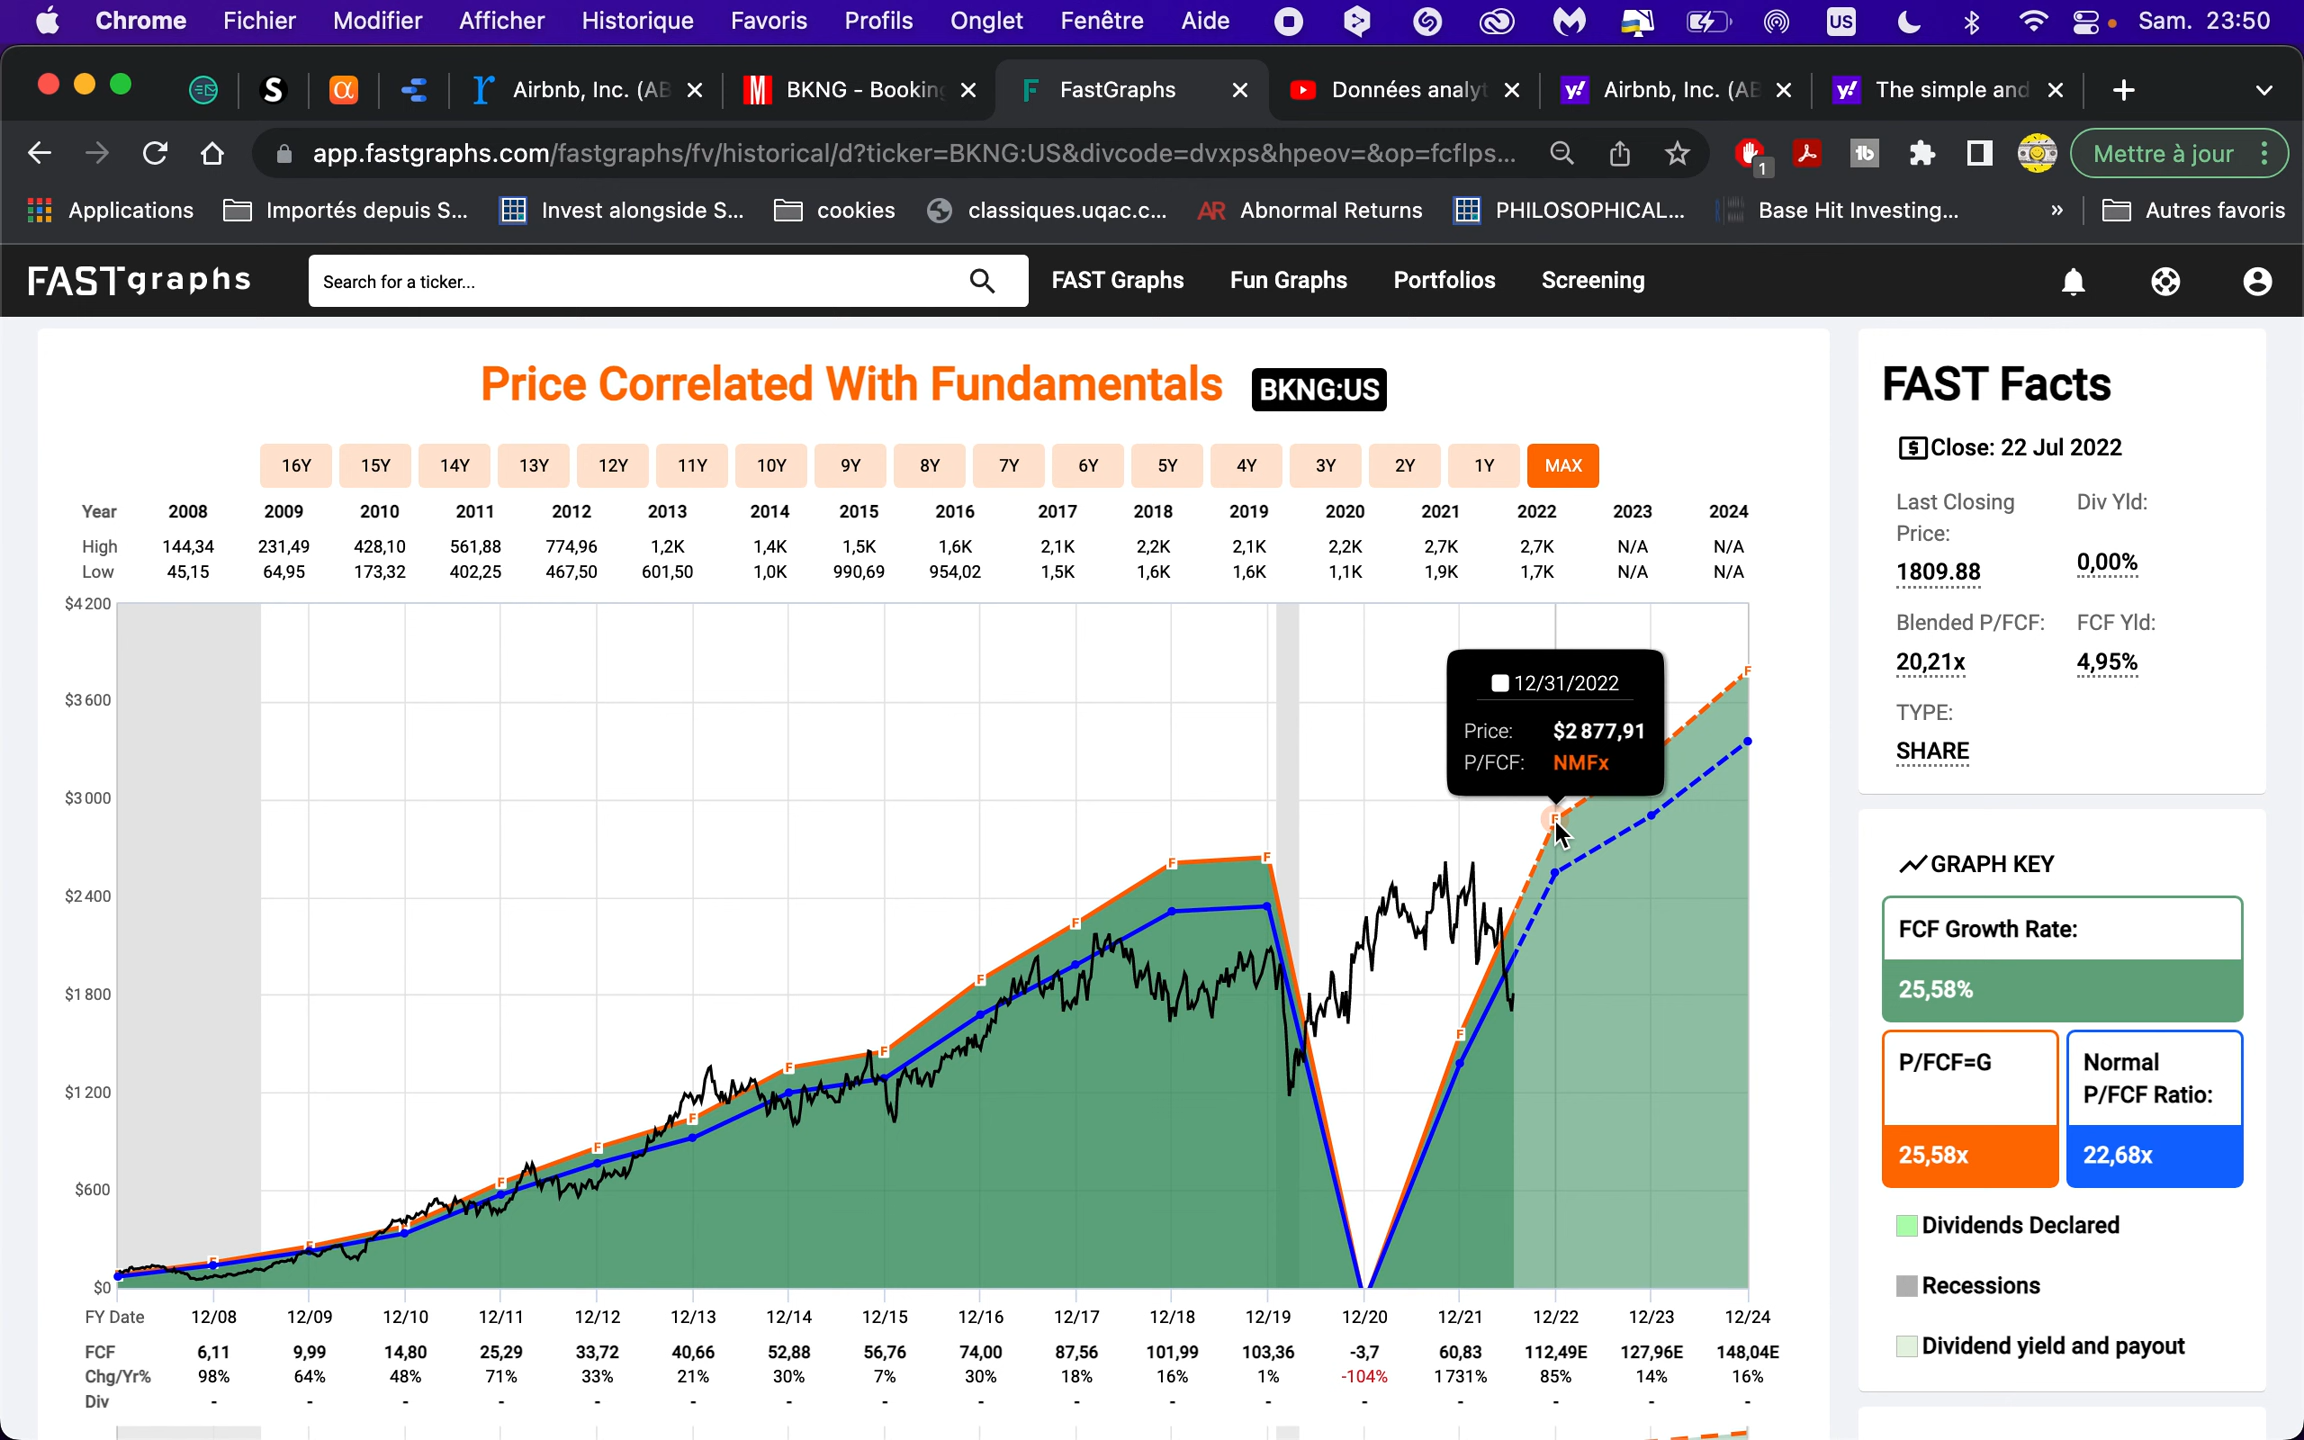 Chrome Fichier Modifier Afficher Historique Favoris Profils Onglet Fenêtre Aide US Sam. 23:50
Airbnb, Inc. (AB BKNG - Booking FastGraphs Données analyt Airbnb, Inc. (AB The simple and
app.fastgraphs.com/fastgraphs/fv/historical/d?ticker=BKNG:US&divcode=dvxps&hpeov=&op=fcflps... 1 Mettre à jour
Applications Importés depuis S... Invest alongside S... cookies classiques.uqac.c... AR Abnormal Returns PHILOSOPHICAL... Base Hit Investing... » Autres favoris
FASTgraphs Search for a ticker... FAST Graphs Fun Graphs Portfolios Screening
Price Correlated With Fundamentals BKNG:US
16Y 15Y 14Y 13Y 12Y 11Y 10Y 9Y 8Y 7Y 6Y 5Y 4Y 3Y 2Y 1Y MAX
Year 2008 2009 2010 2011 2012 2013 2014 2015 2016 2017 2018 2019 2020 2021 2022 2023 2024
High 144,34 231,49 428,10 561,88 774,96 1,2K 1,4K 1,5K 1,6K 2,1K 2,2K 2,1K 2,2K 2,7K 2,7K N/A N/A
Low 45,15 64,95 173,32 402,25 467,50 601,50 1,0K 990,69 954,02 1,5K 1,6K 1,6K 1,1K 1,9K 1,7K N/A N/A
$4200
$3600
$3000
$2400
$1800
$1200
$600
$0
12/31/2022
Price: $2 877,91
P/FCF: NMFx
FY Date 12/08 12/09 12/10 12/11 12/12 12/13 12/14 12/15 12/16 12/17 12/18 12/19 12/20 12/21 12/22 12/23 12/24
FCF 6,11 9,99 14,80 25,29 33,72 40,66 52,88 56,76 74,00 87,56 101,99 103,36 -3,7 60,83 112,49E 127,96E 148,04E
Chg/Yr% 98% 64% 48% 71% 33% 21% 30% 7% 30% 18% 16% 1% -104% 1731% 85% 14% 16%
Div - - - - - - - - - - - - - - - - -
FAST Facts
Close: 22 Jul 2022
Last Closing Div Yld:
Price:
1809.88 0,00%
Blended P/FCF: FCF Yld:
20,21x 4,95%
TYPE:
SHARE
GRAPH KEY
FCF Growth Rate:
25,58%
P/FCF=G Normal
P/FCF Ratio:
25,58x 22,68x
Dividends Declared
Recessions
Dividend yield and payout